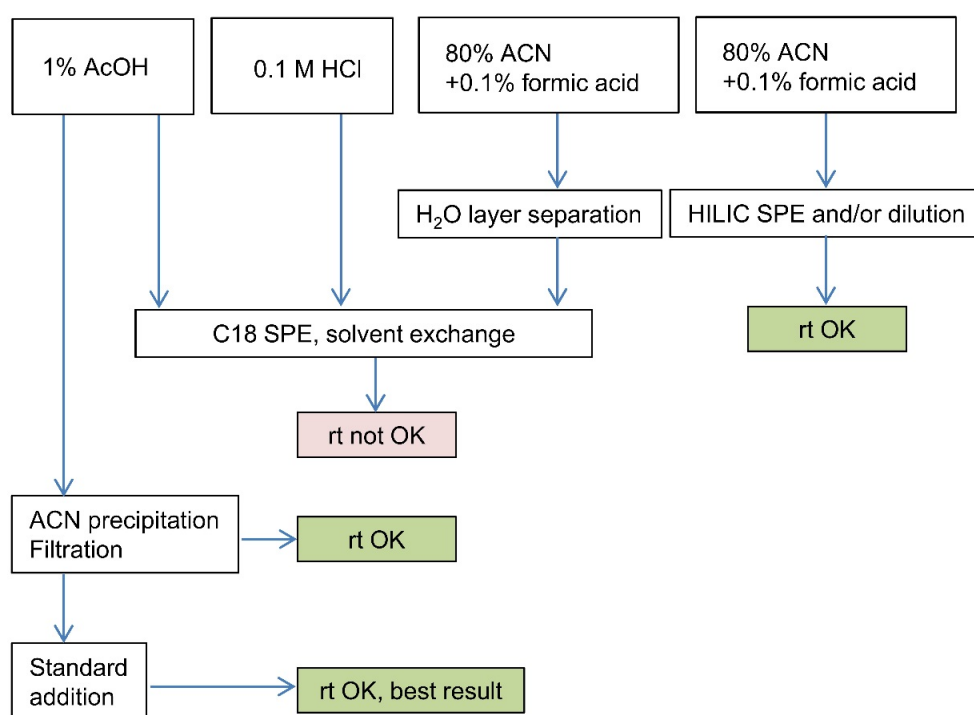 1% AcOH
0.1 M HCl
80% ACN
+0.1% formic acid
80% ACN
+0.1% formic acid
H₂O layer separation
HILIC SPE and/or dilution
C18 SPE, solvent exchange
rt OK
rt not OK
ACN precipitation
Filtration
rt OK
Standard
addition
rt OK, best result